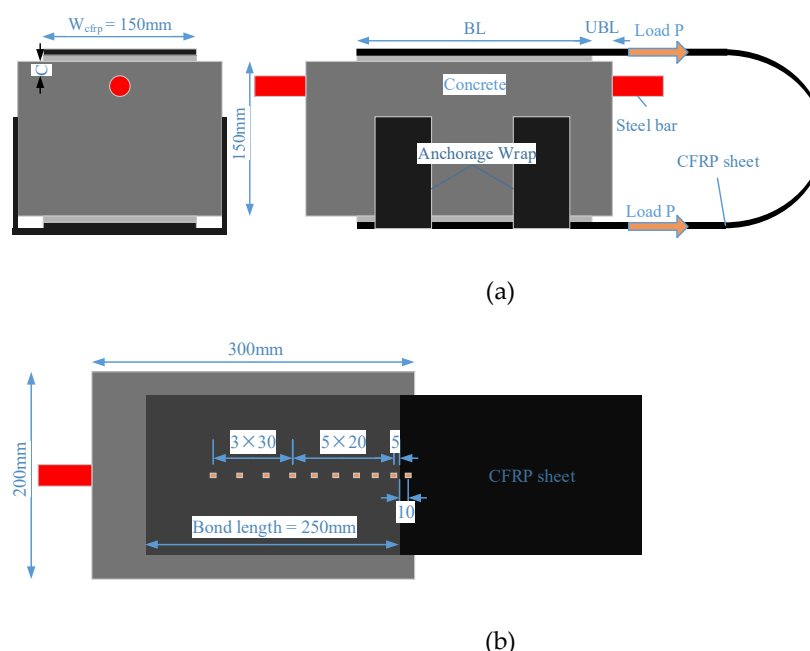 W_cfrp = 150mm
C
150mm
BL
UBL
Load P
Concrete
Steel bar
Anchorage Wrap
CFRP sheet
Load P
(a)
300mm
200mm
3×30
5×20
5
10
CFRP sheet
Bond length = 250mm
(b)